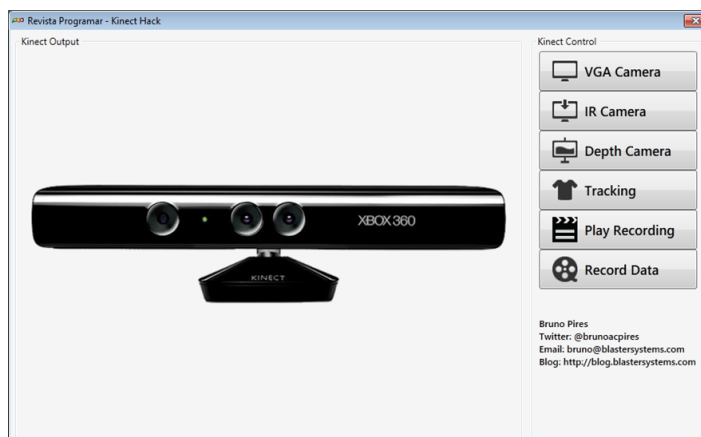 Revista Programar - Kinect Hack
Kinect Output
XBOX 360
KINECT
Kinect Control
VGA Camera
IR Camera
Depth Camera
Tracking
Play Recording
Record Data
Bruno Pires
Twitter: @brunoacpires
Email: bruno@blastersystems.com
Blog: http://blog.blastersystems.com